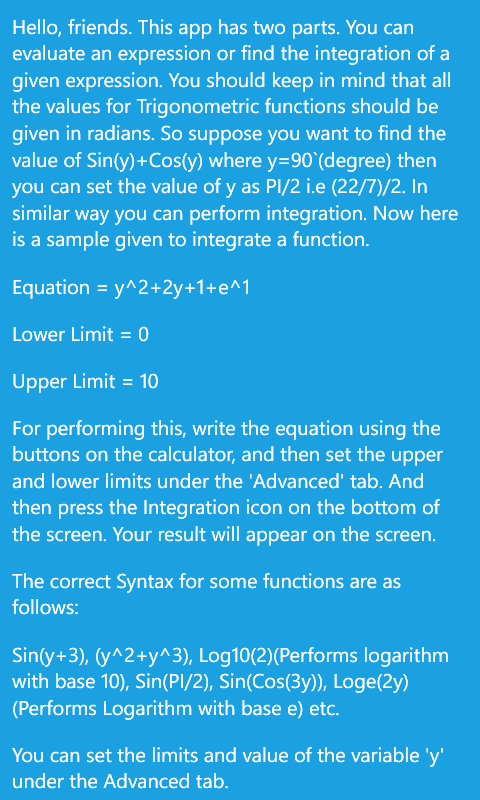 Hello, friends. This app has two parts. You can
evaluate an expression or find the integration of a
given expression. You should keep in mind that all
the values for Trigonometric functions should be
given in radians. So suppose you want to find the
value of Sin(y)+Cos(y) where y=90`(degree) then
you can set the value of y as PI/2 i.e (22/7)/2. In
similar way you can perform integration. Now here
is a sample given to integrate a function.
Equation = y^2+2y+1+e^1
Lower Limit = 0
Upper Limit = 10
For performing this, write the equation using the
buttons on the calculator, and then set the upper
and lower limits under the 'Advanced' tab. And
then press the Integration icon on the bottom of
the screen. Your result will appear on the screen.
The correct Syntax for some functions are as
follows:
Sin(y+3), (y^2+y^3), Log10(2)(Performs logarithm
with base 10), Sin(PI/2), Sin(Cos(3y)), Loge(2y)
(Performs Logarithm with base e) etc.
You can set the limits and value of the variable 'y'
under the Advanced tab.